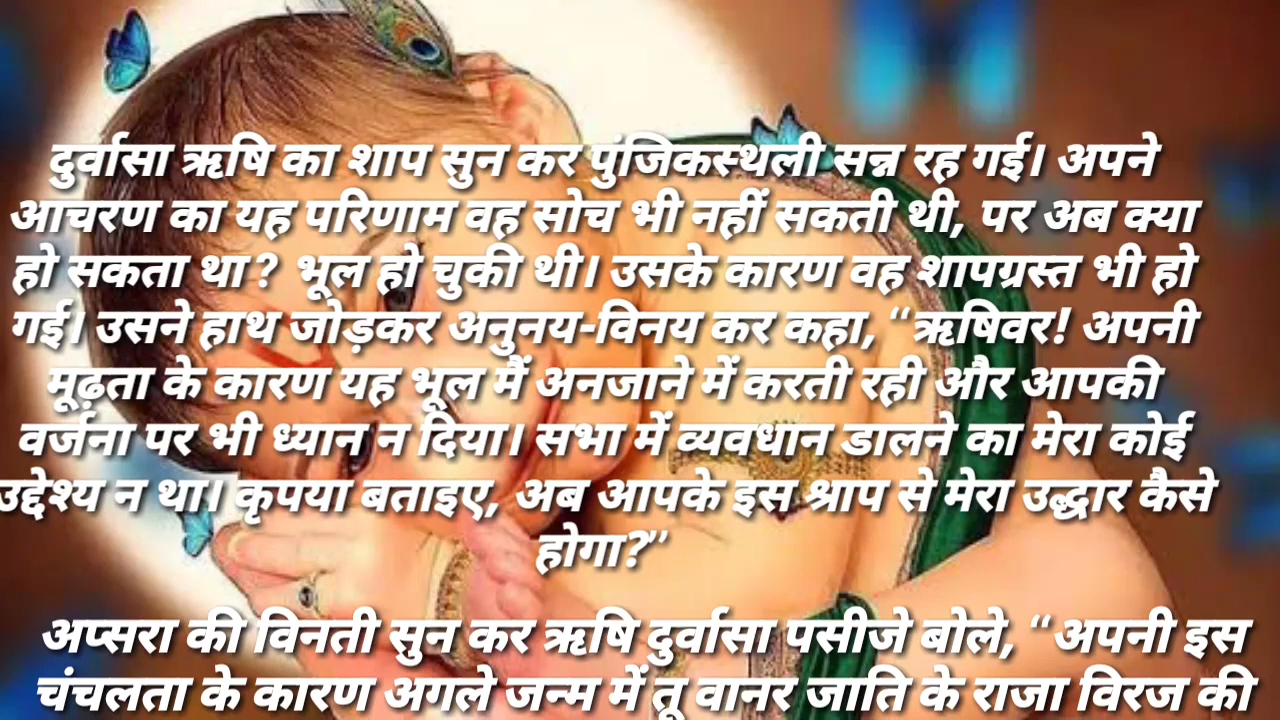 दुर्वासा ऋषि का शाप सुन कर पुंजिकस्थली सन्न रह गई। अपने
आचरण का यह परिणाम वह सोच भी नहीं सकती थी, पर अब क्या
हो सकता था? भूल हो चुकी थी। उसके कारण वह शापग्रस्त भी हो
गई। उसने हाथ जोड़कर अनुनय-विनय कर कहा, “ऋषिवर! अपनी
मूढ़ता के कारण यह भूल मैं अनजाने में करती रही और आपकी
वर्जना पर भी ध्यान न दिया। सभा में व्यवधान डालने का मेरा कोई
उद्देश्य न था। कृपया बताइए, अब आपके इस श्राप से मेरा उद्धार कैसे
होगा?”
अप्सरा की विनती सुन कर ऋषि दुर्वासा पसीजे बोले, “अपनी इस
चंचलता के कारण अगले जन्म में तू वानर जाति के राजा विरज की